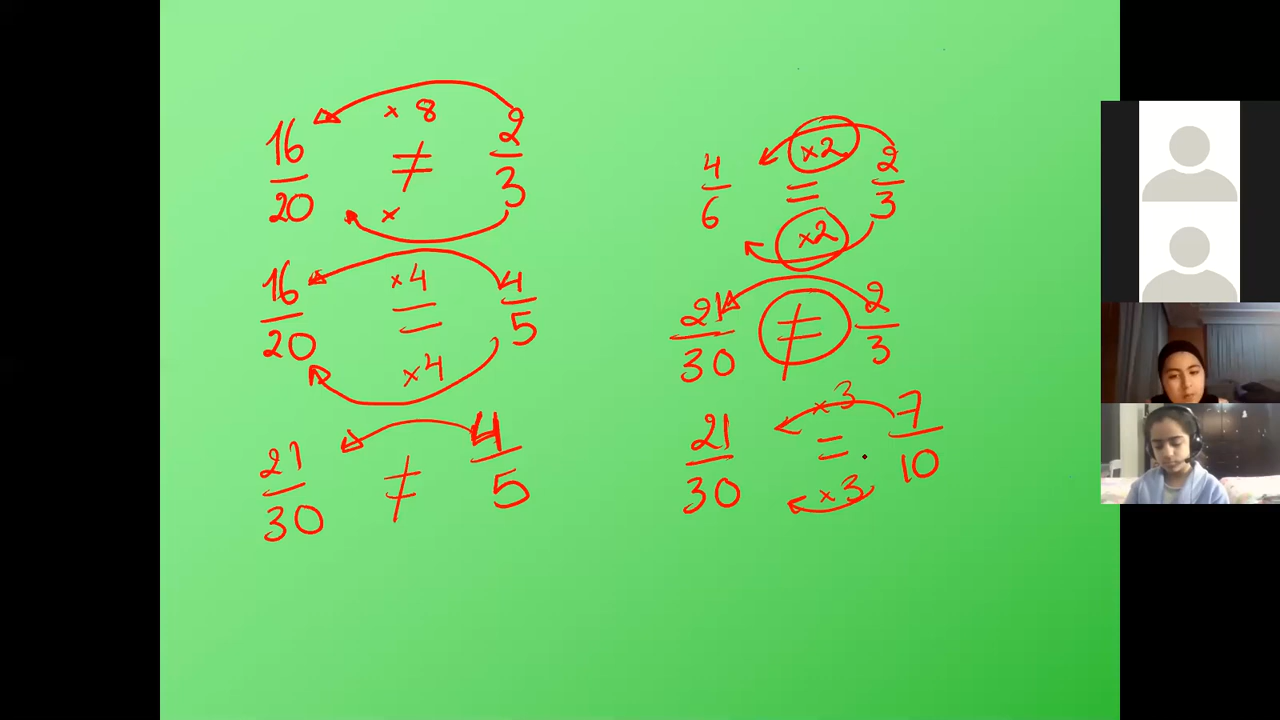 16/20 ≠ 2/3
×8
×
16/20 = 4/5
×4
×4
21/30 ≠ 4/5
4/6 = 2/3
×2
×2
21/30 ≠ 2/3
21/30 = 7/10
×3
×3